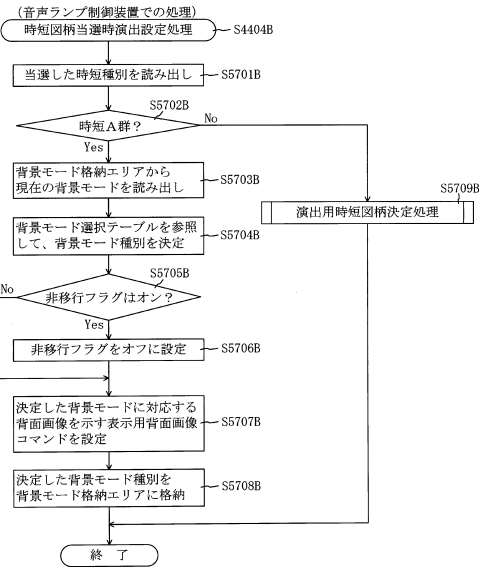 (音声ランプ制御装置での処理)
時短図柄当選時演出設定処理
S4404B
当選した時短種別を読み出し
S5701B
S5702B
時短A群?
No
Yes
背景モード格納エリアから
現在の背景モードを読み出し
S5703B
S5709B
演出用時短図柄決定処理
背景モード選択テーブルを参照
して、背景モード種別を決定
S5704B
S5705B
No
非移行フラグはオン?
Yes
非移行フラグをオフに設定
S5706B
決定した背景モードに対応する
背面画像を示す表示用背面画像
コマンドを設定
S5707B
決定した背景モード種別を
背景モード格納エリアに格納
S5708B
終 了